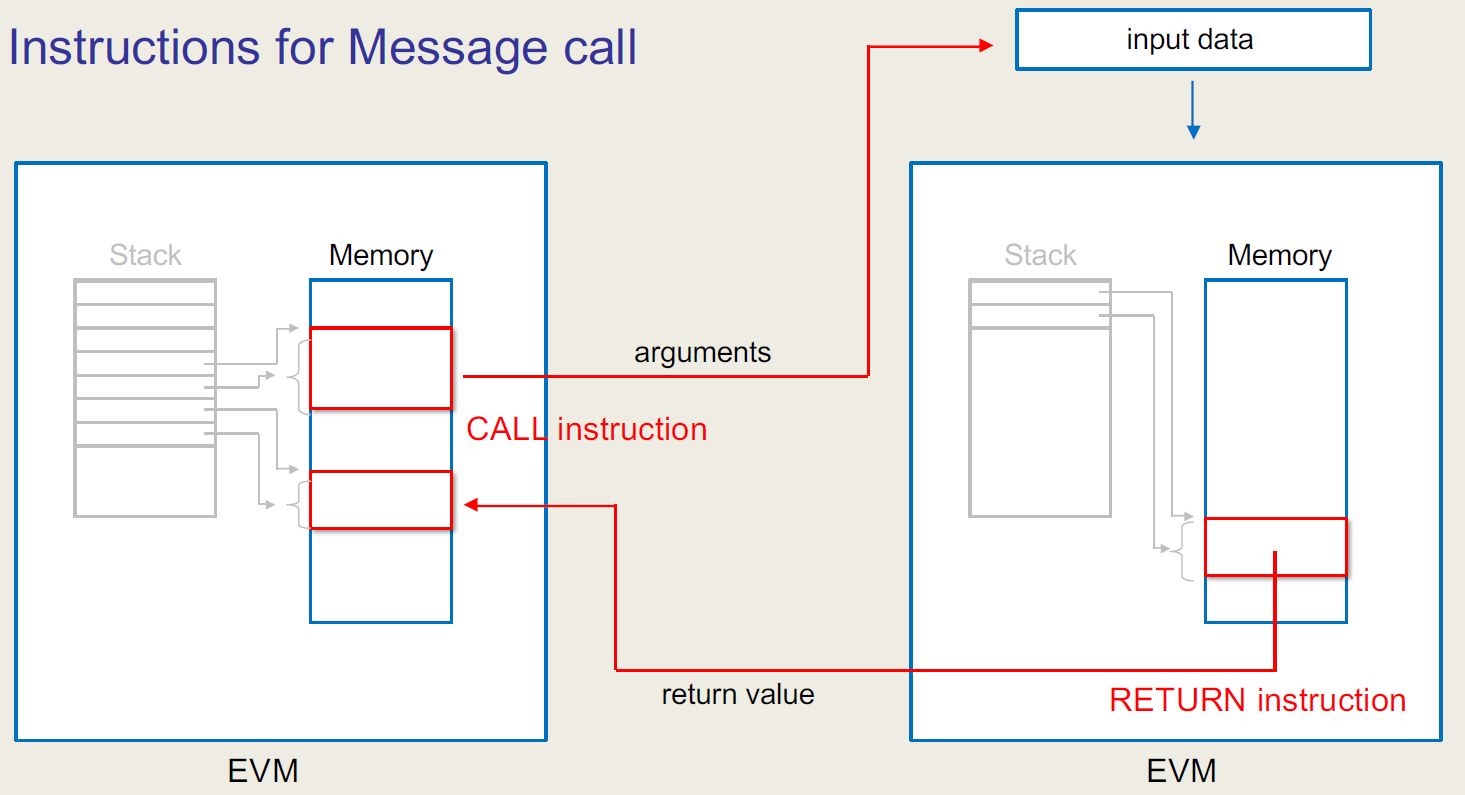 Instructions for Message call
input data
Stack
Memory
Stack
Memory
arguments
CALL instruction
return value
RETURN instruction
EVM
EVM